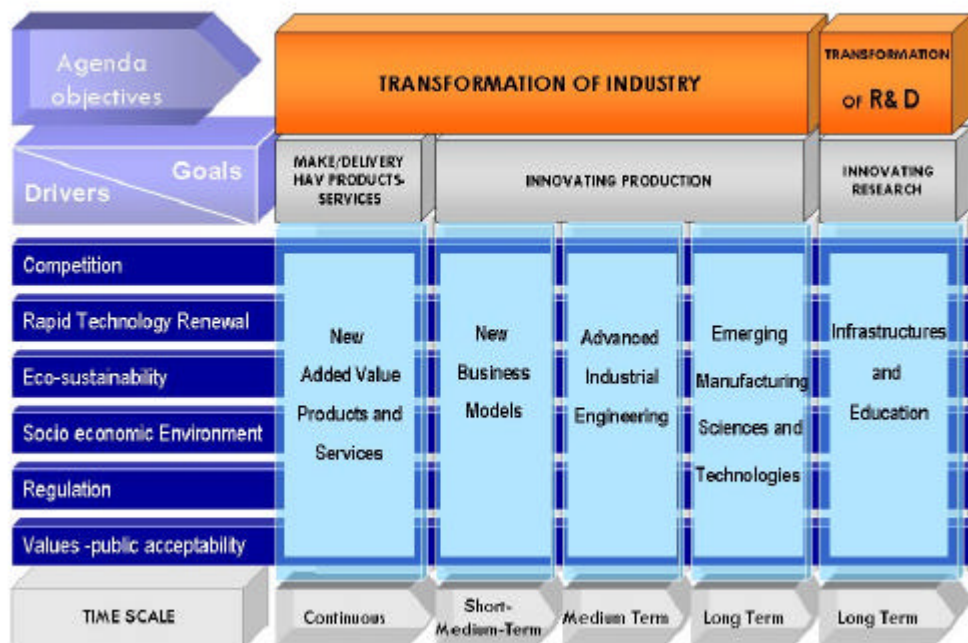 Agenda
objectives
TRANSFORMATION OF INDUSTRY
TRANSFORMATION
OF R& D
Goals
Drivers
MAKE/DELIVERY
HAV PRODUCTS-
SERVICES
INNOVATING PRODUCTION
INNOVATING
RESEARCH
Competition
Rapid Technology Renewal
Eco-sustainability
Socio economic Environment
Regulation
Values -public acceptability
New
Added Value
Products and
Services
New
Business
Models
Advanced
Industrial
Engineering
Emerging
Manufacturing
Sciences and
Technologies
Infrastructures
and
Education
TIME SCALE
Continuous
Short-
Medium-Term
Medium Term
Long Term
Long Term